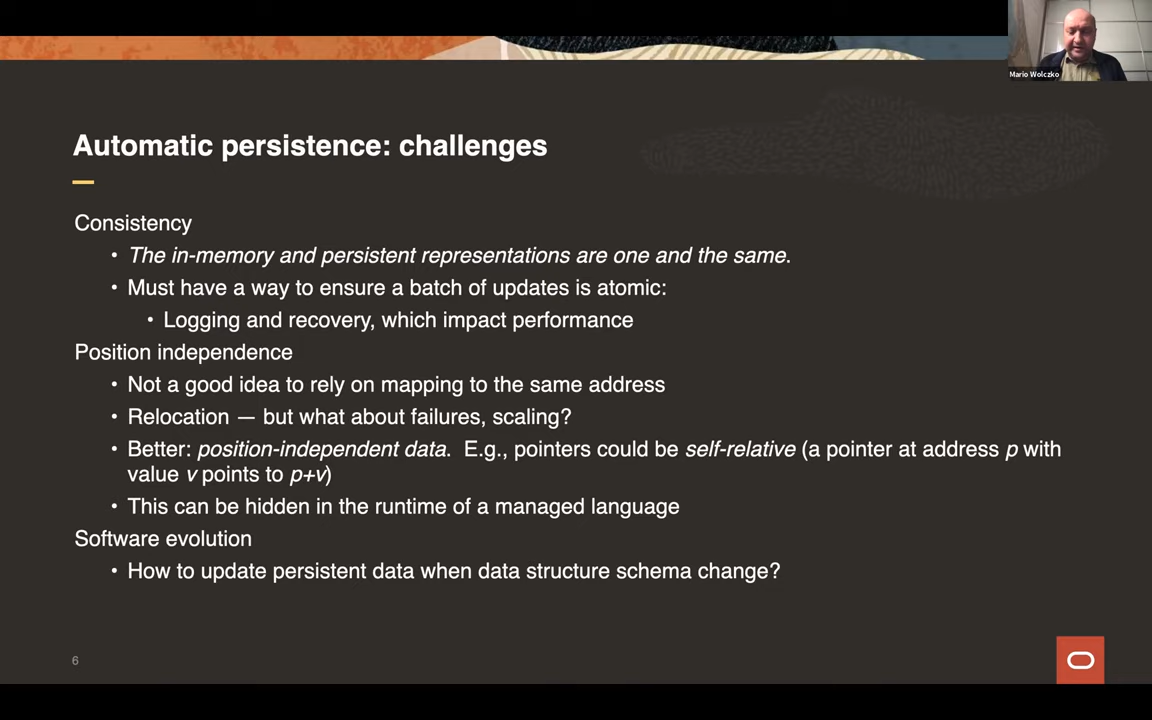 Mario Wolczko
Automatic persistence: challenges
Consistency
• The in-memory and persistent representations are one and the same.
• Must have a way to ensure a batch of updates is atomic:
• Logging and recovery, which impact performance
Position independence
• Not a good idea to rely on mapping to the same address
• Relocation — but what about failures, scaling?
• Better: position-independent data.  E.g., pointers could be self-relative (a pointer at address p with
value v points to p+v)
• This can be hidden in the runtime of a managed language
Software evolution
• How to update persistent data when data structure schema change?
6